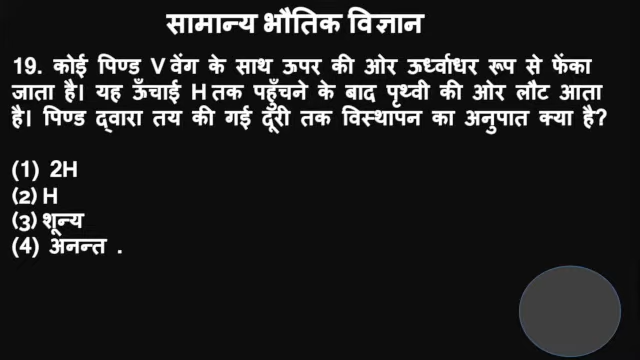 सामान्य भौतिक विज्ञान
19. कोई पिण्ड V वेंग के साथ ऊपर की ओर ऊर्ध्वाधर रूप से फेंका
जाता है। यह ऊँचाई H तक पहुँचने के बाद पृथ्वी की ओर लौट आता
है। पिण्ड द्वारा तय की गई दूरी तक विस्थापन का अनुपात क्या है?
(1) 2H
(2) H
(3) शून्य
(4) अनन्त .